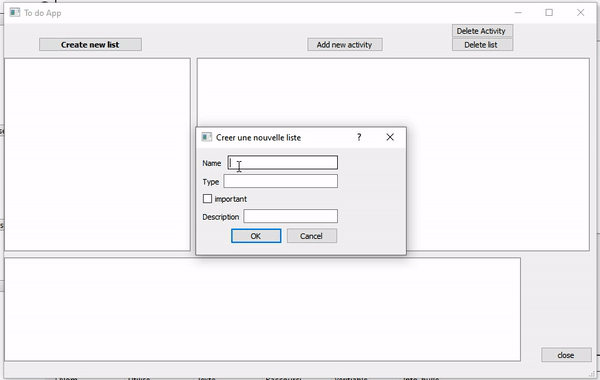 To do App
Delete Activity
Create new list
Add new activity
Delete list
Creer une nouvelle liste
?
Name
Type
important
Description
OK
Cancel
close